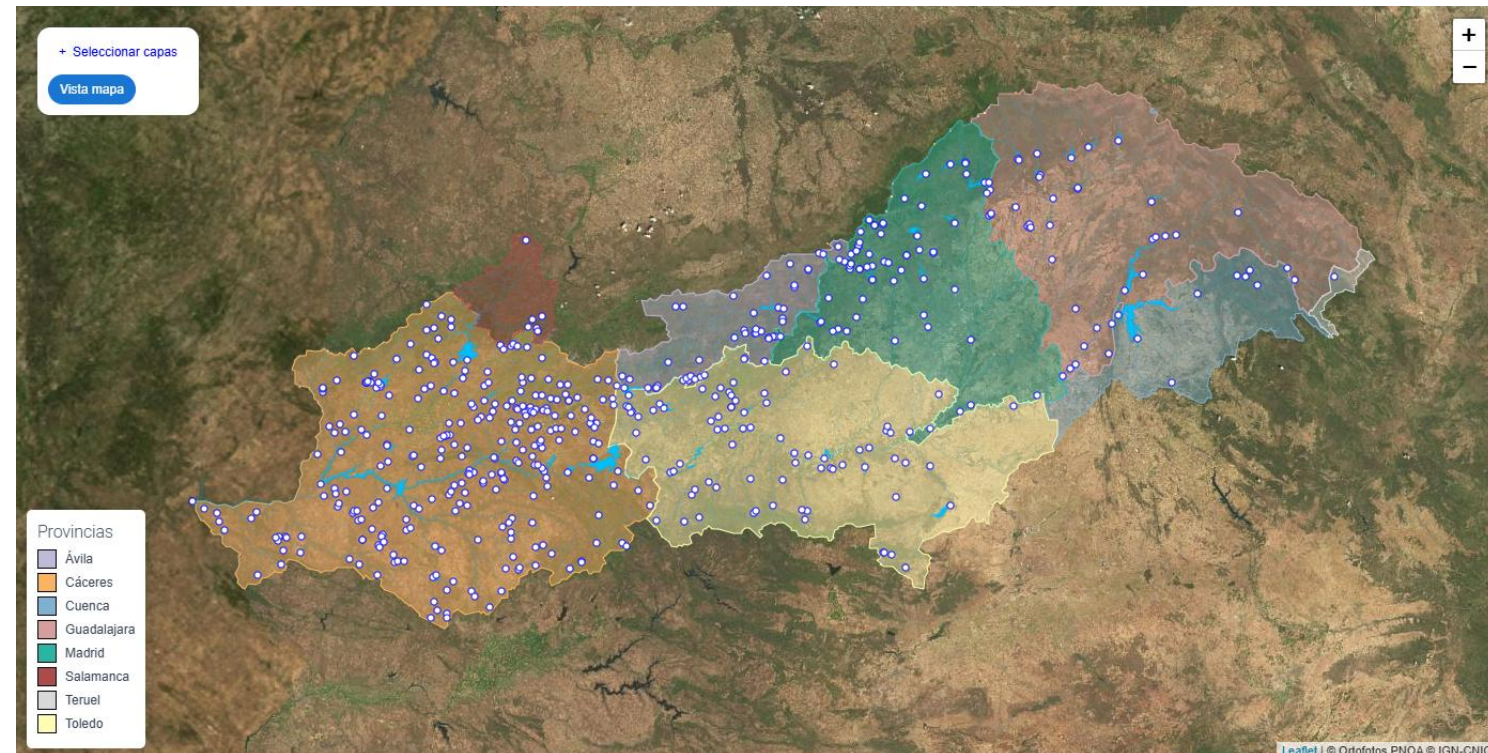 + Seleccionar capas
Vista mapa
+
−
Provincias
Ávila
Cáceres
Cuenca
Guadalajara
Madrid
Salamanca
Teruel
Toledo
Leaflet | © Ortofotos PNOA © IGN-CNIG